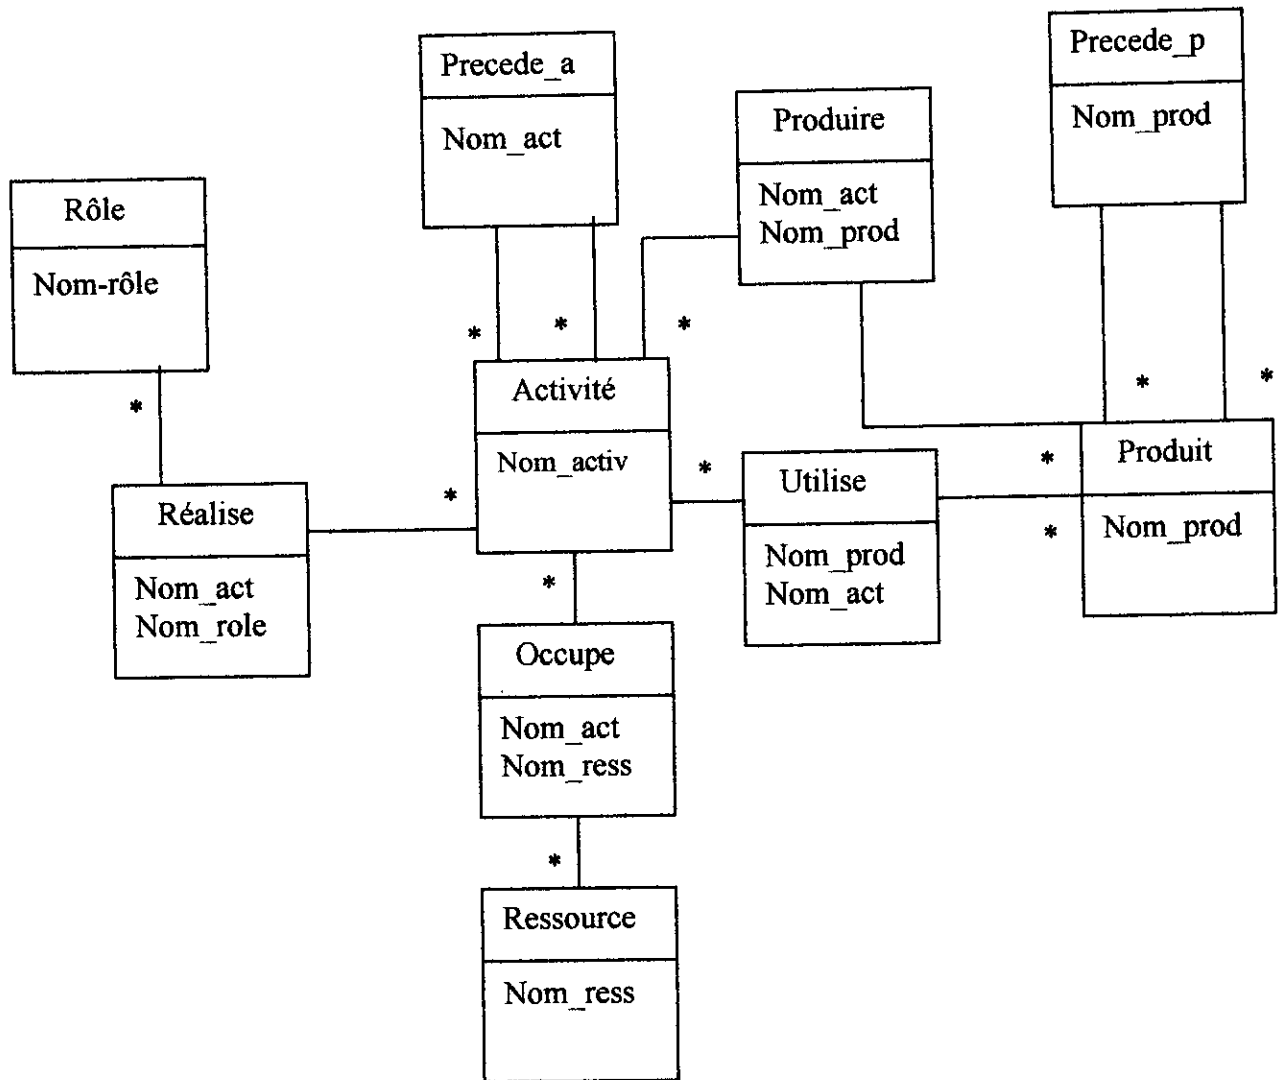 Precede_a
Nom_act
Produire
Nom_act
Nom_prod
Precede_p
Nom_prod
Rôle
Nom-rôle
*
*
*
*
*
*
Activité
Nom_activ
Réalise
Nom_act
Nom_role
*
*
Utilise
Nom_prod
Nom_act
*
*
Produit
Nom_prod
*
Occupe
Nom_act
Nom_ress
*
Ressource
Nom_ress